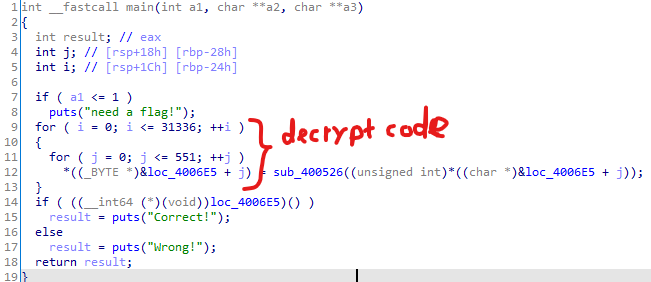 1 int __fastcall main(int a1, char **a2, char **a3)
2 {
3 int result; // eax
4 int j; // [rsp+18h] [rbp-28h]
5 int i; // [rsp+1Ch] [rbp-24h]
6
7 if ( a1 <= 1 )
8 puts("need a flag!");
9 for ( i = 0; i <= 31336; ++i )
10 {
11 for ( j = 0; j <= 551; ++j )
12 *((_BYTE *)&loc_4006E5 + j) = sub_400526((unsigned int)*((char *)&loc_4006E5 + j));
13 }
decrypt code
14 if ( ((__int64 (*)(void))loc_4006E5)() )
15 result = puts("Correct!");
16 else
17 result = puts("Wrong!");
18 return result;
19 }